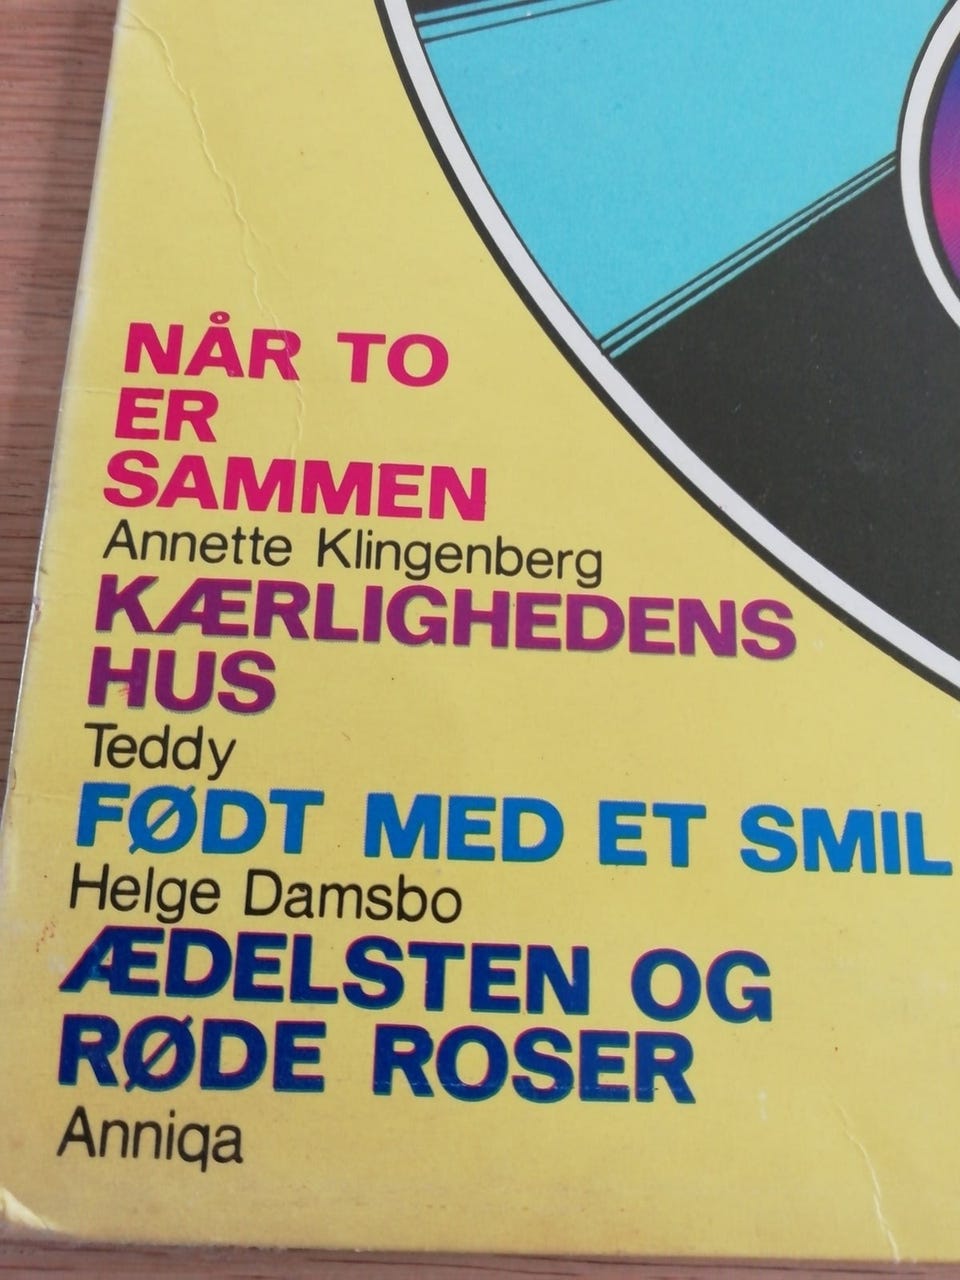 NÅR TO
ER
SAMMEN
Annette Klingenberg
KÆRLIGHEDENS
HUS
Teddy
FØDT MED ET SMIL
Helge Damsbo
ÆDELSTEN OG
RØDE ROSER
Anniqa